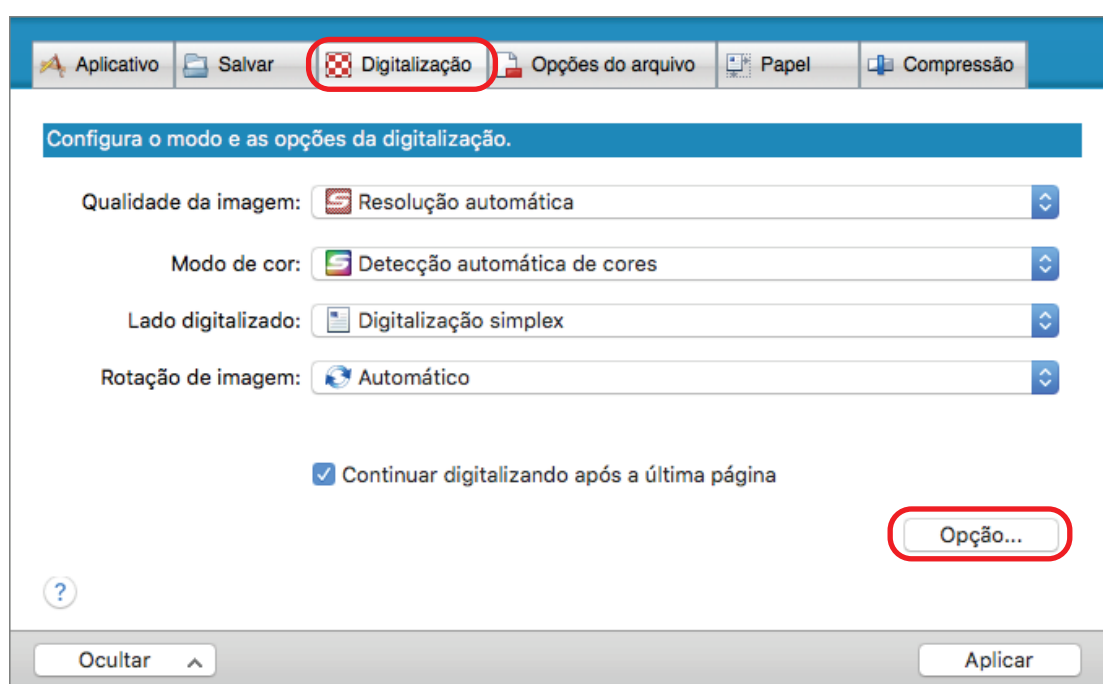 Aplicativo Salvar Digitalização Opções do arquivo Papel Compressão
Configura o modo e as opções da digitalização.
Qualidade da imagem: Resolução automática
Modo de cor: Detecção automática de cores
Lado digitalizado: Digitalização simplex
Rotação de imagem: Automático
Continuar digitalizando após a última página
Opção...
?
Ocultar Aplicar